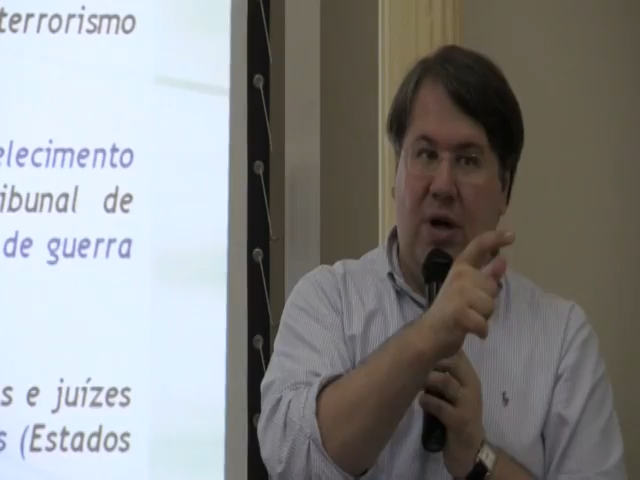 terrorismo
elecimento
ibunal de
de guerra
s e juízes
s (Estados